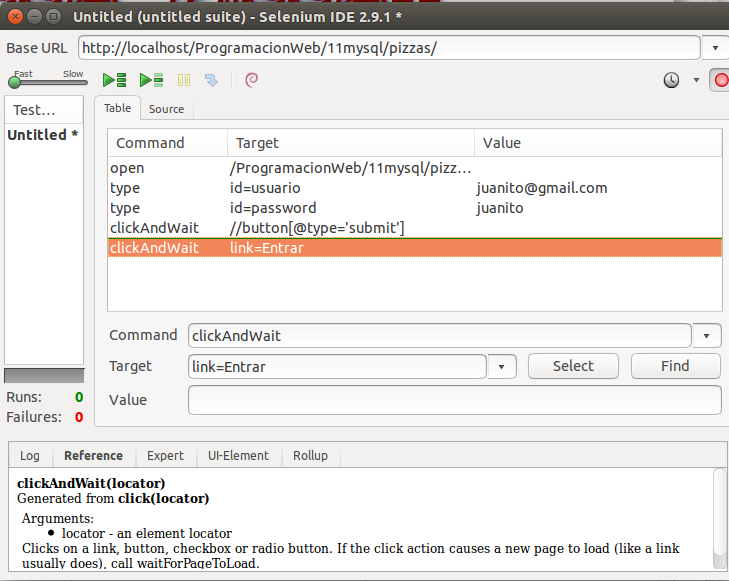 Untitled (untitled suite) - Selenium IDE 2.9.1 *
Base URL http://localhost/ProgramacionWeb/11mysql/pizzas/
Fast Slow
Test... Table Source
Untitled *
Command Target Value
open /ProgramacionWeb/11mysql/pizz...
type id=usuario juanito@gmail.com
type id=password juanito
clickAndWait //button[@type='submit']
clickAndWait link=Entrar
Command clickAndWait
Target link=Entrar Select Find
Value
Runs: 0
Failures: 0
Log Reference Expert UI-Element Rollup
clickAndWait(locator)
Generated from click(locator)
Arguments:
• locator - an element locator
Clicks on a link, button, checkbox or radio button. If the click action causes a new page to load (like a link
usually does), call waitForPageToLoad.